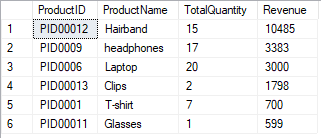 ProductID ProductName TotalQuantity Revenue
1 PID00012 Hairband 15 10485
2 PID0009 headphones 17 3383
3 PID0006 Laptop 20 3000
4 PID00013 Clips 2 1798
5 PID0001 T-shirt 7 700
6 PID00011 Glasses 1 599